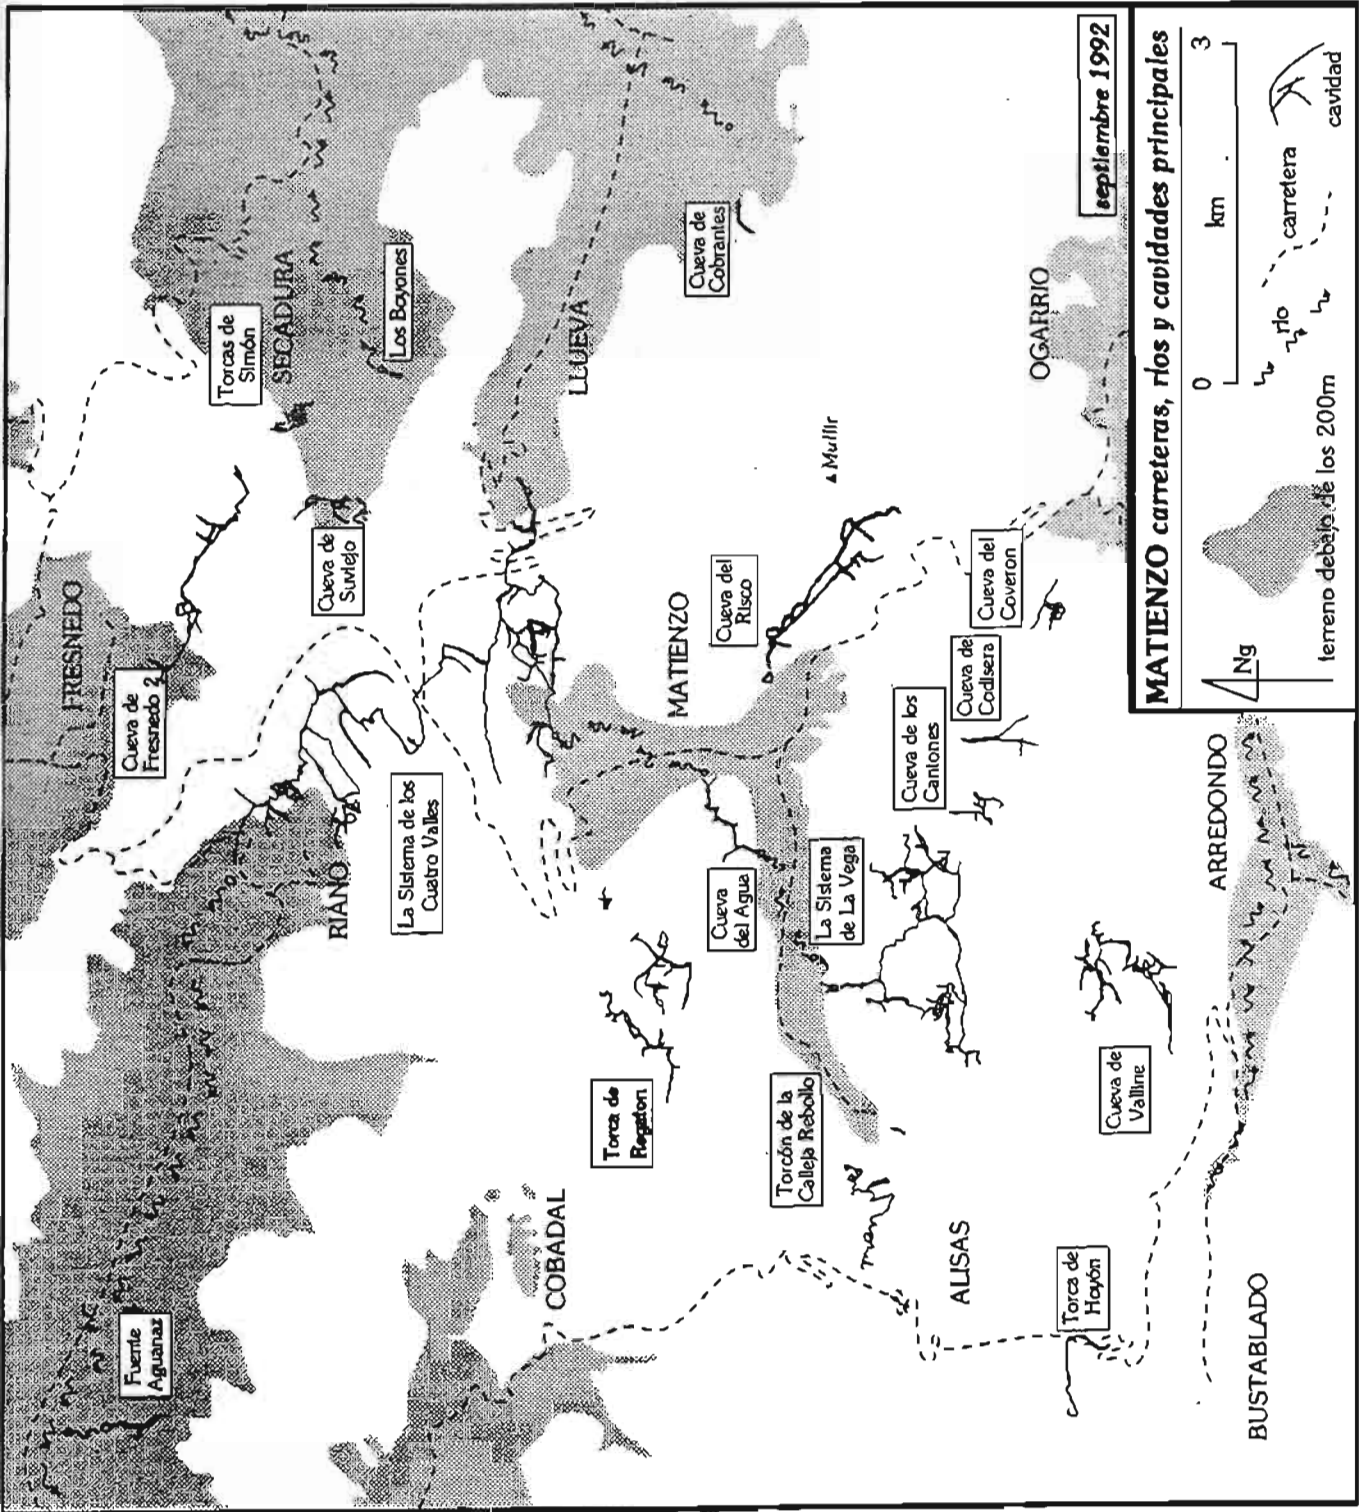 Fuente
Aguanaz
Cueva de
Fresnedo 2
FRESNEDO
Torcas de
Simón
SECADURA
Cueva de
Suviejo
Los Boyones
RIANO
La Sistema de los
Cuatro Valles
LLUEVA
COBADAL
Torca de
Regaton
MATIENZO
Cueva de
Cobrantes
Cueva
del Agua
Cueva del
Risco
Torcón de la
Calleja Rebollo
La Sistema
de La Vega
Mullir
Cueva de los
Cantones
Cueva de
Codisera
Cueva del
Coveron
ALISAS
OGARRIO
Torca de
Hoyón
Cueva de
Valline
septiembre 1992
BUSTABLADO
ARREDONDO
MATIENZO carreteras, ríos y cavidades principales
Ng
0 km 3
río
carretera
cavidad
terreno debajo de los 200m